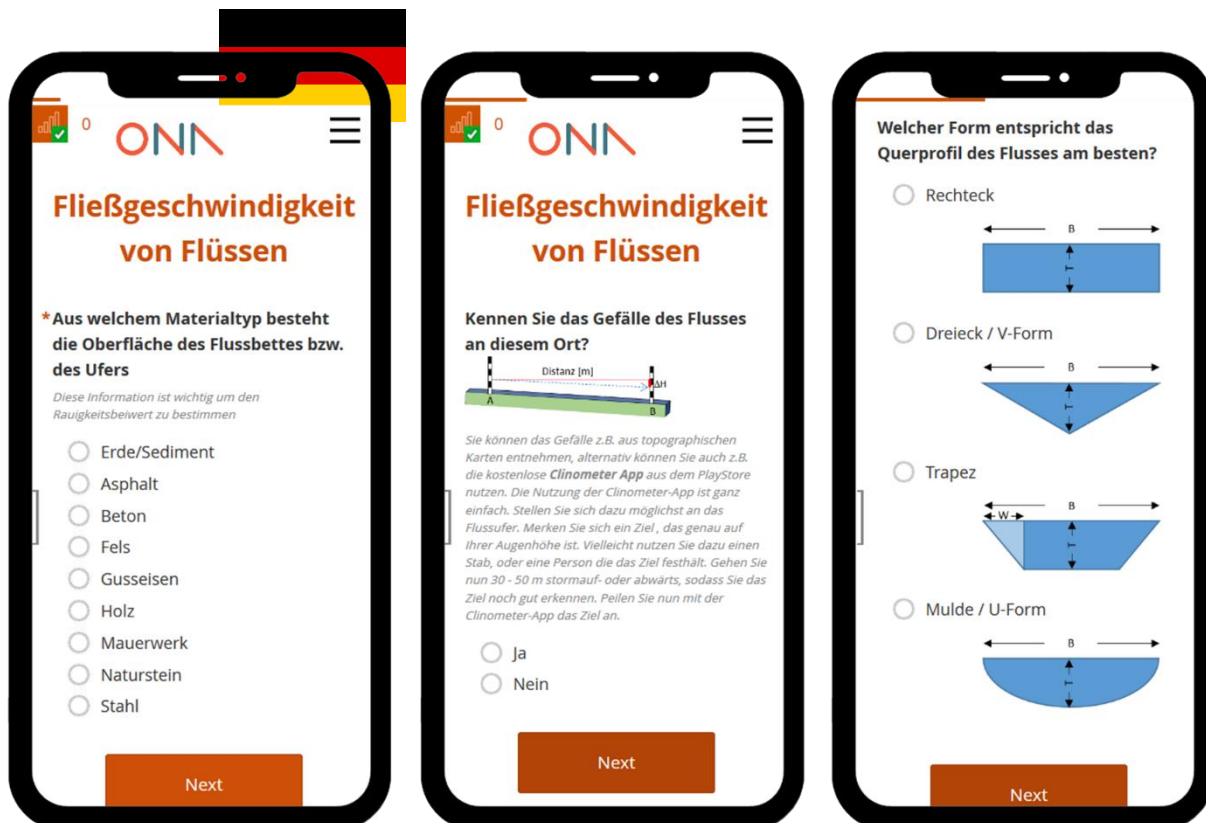 0
ONA
Fließgeschwindigkeit
von Flüssen
*Aus welchem Materialtyp besteht
die Oberfläche des Flussbettes bzw.
des Ufers
Diese Information ist wichtig um den
Rauigkeitsbeiwert zu bestimmen
Erde/Sediment
Asphalt
Beton
Fels
Gusseisen
Holz
Mauerwerk
Naturstein
Stahl
Next
0
ONA
Fließgeschwindigkeit
von Flüssen
Kennen Sie das Gefälle des Flusses
an diesem Ort?
Distanz [m]
ΔH
A
B
Sie können das Gefälle z.B. aus topographischen
Karten entnehmen, alternativ können Sie auch z.B.
die kostenlose Clinometer App aus dem PlayStore
nutzen. Die Nutzung der Clinometer-App ist ganz
einfach. Stellen Sie sich dazu möglichst an das
Flussufer. Merken Sie sich ein Ziel , das genau auf
Ihrer Augenhöhe ist. Vielleicht nutzen Sie dazu einen
Stab, oder eine Person die das Ziel festhält. Gehen Sie
nun 30 - 50 m stormauf- oder abwärts, sodass Sie das
Ziel noch gut erkennen. Peilen Sie nun mit der
Clinometer-App das Ziel an.
Ja
Nein
Next
Welcher Form entspricht das
Querprofil des Flusses am besten?
Rechteck
B
T
Dreieck / V-Form
B
T
Trapez
B
W
T
Mulde / U-Form
B
T
Next